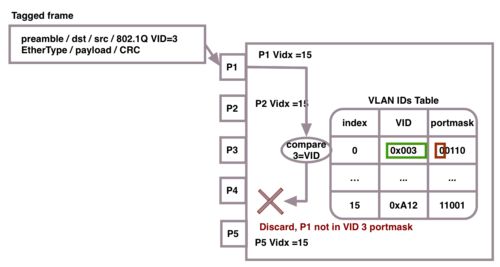 Tagged frame
preamble / dst / src / 802.1Q VID=3
EtherType / payload / CRC
P1 Vidx =15
P1
P2 Vidx =15
VLAN IDs Table
P2
index VID portmask
compare
3=VID
P3
0 0x003 00110
... ... ...
P4
15 0xA12 11001
Discard, P1 not in VID 3 portmask
P5
P5 Vidx =15